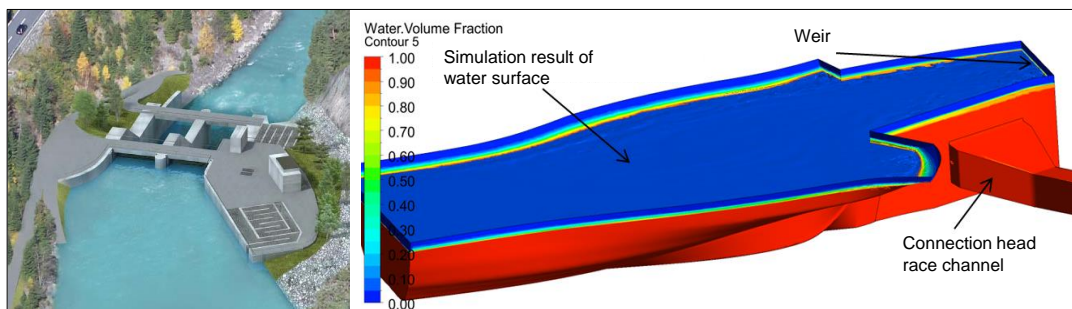 Water.Volume Fraction
Contour 5
1.00
0.90
0.80
0.70
0.60
0.50
0.40
0.30
0.20
0.10
0.00
Simulation result of
water surface
Weir
Connection head
race channel